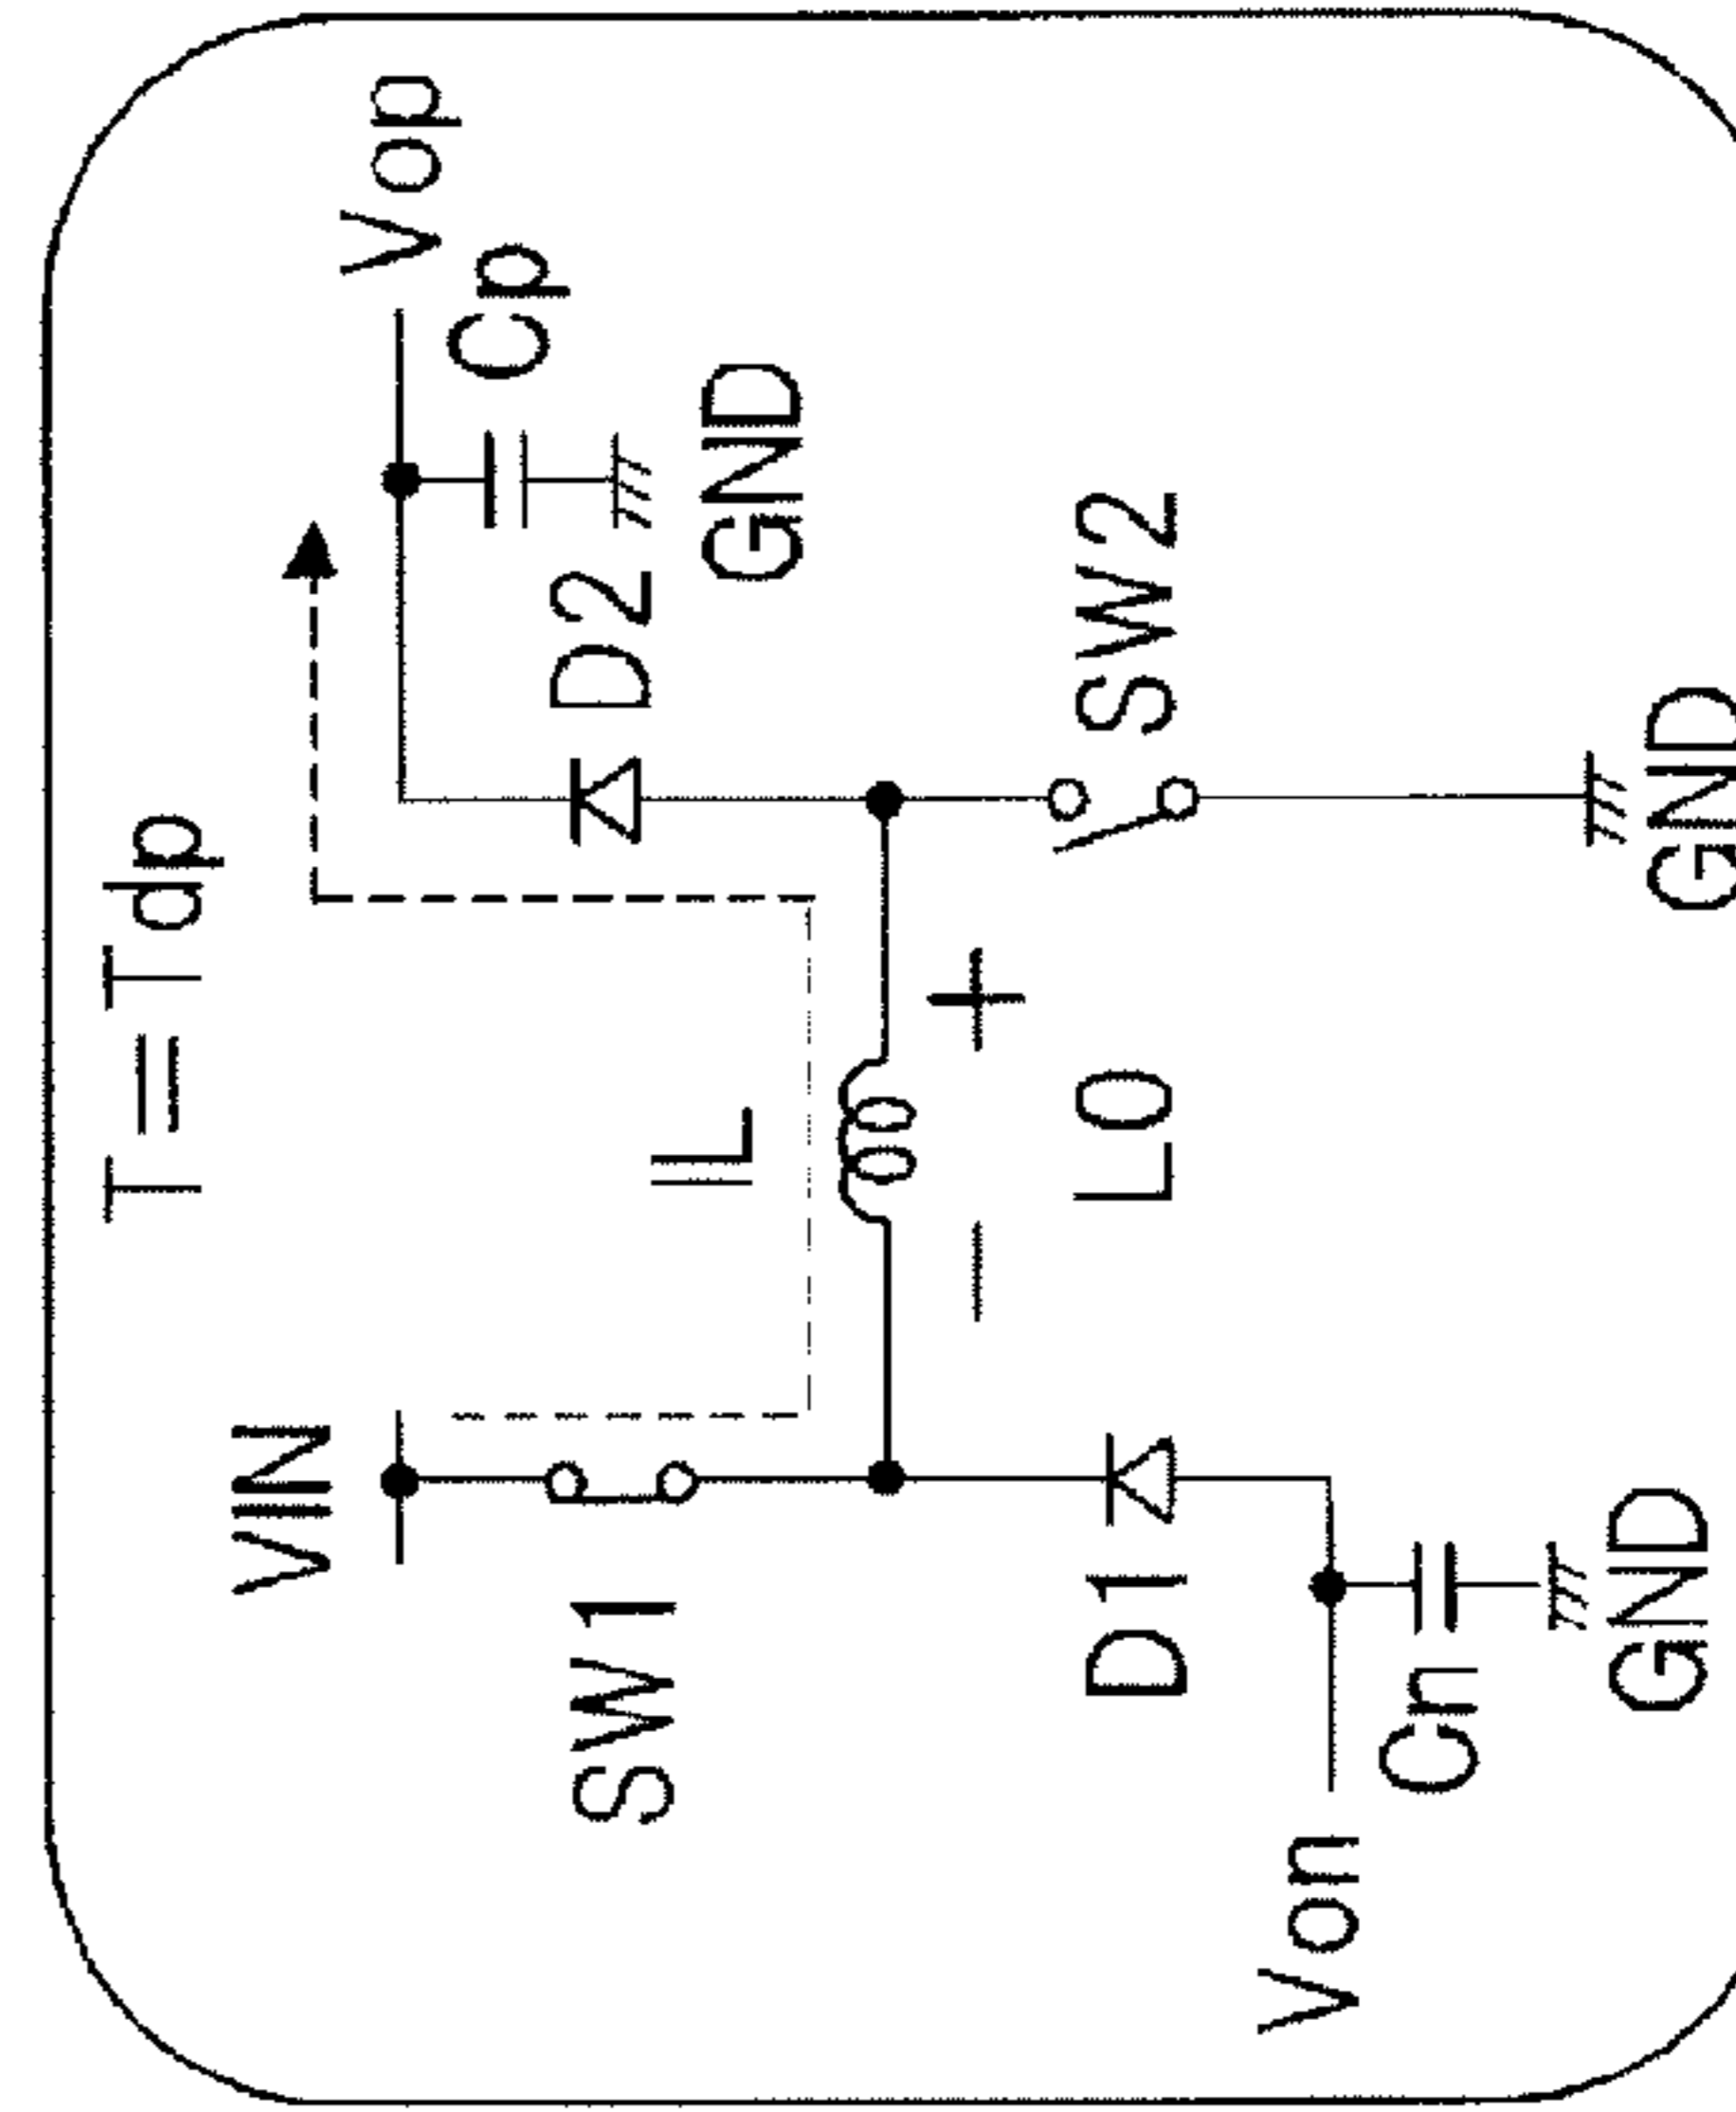 T=Tdp
VIN
Vop
Cp
SW1
IL
D2
GND
D1
L0
SW2
Von
Cn
GND
GND
− +